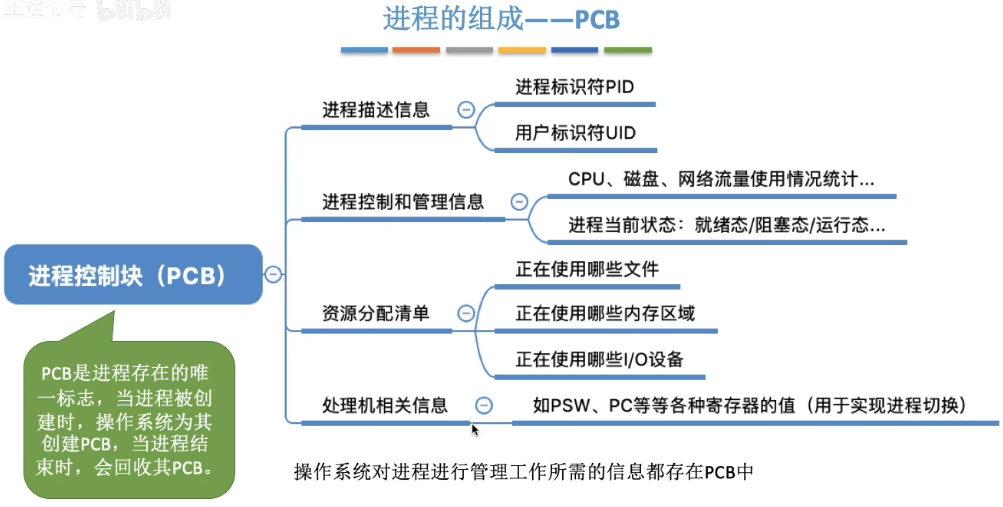 进程的组成——PCB
进程描述信息
进程标识符PID
用户标识符UID
进程控制和管理信息
CPU、磁盘、网络流量使用情况统计...
进程当前状态：就绪态/阻塞态/运行态...
进程控制块（PCB）
资源分配清单
正在使用哪些文件
正在使用哪些内存区域
正在使用哪些I/O设备
处理机相关信息
如PSW、PC等等各种寄存器的值（用于实现进程切换）
PCB是进程存在的唯
一标志，当进程被创
建时，操作系统为其
创建PCB，当进程结
束时，会回收其PCB。
操作系统对进程进行管理工作所需的信息都存在PCB中
bilibili